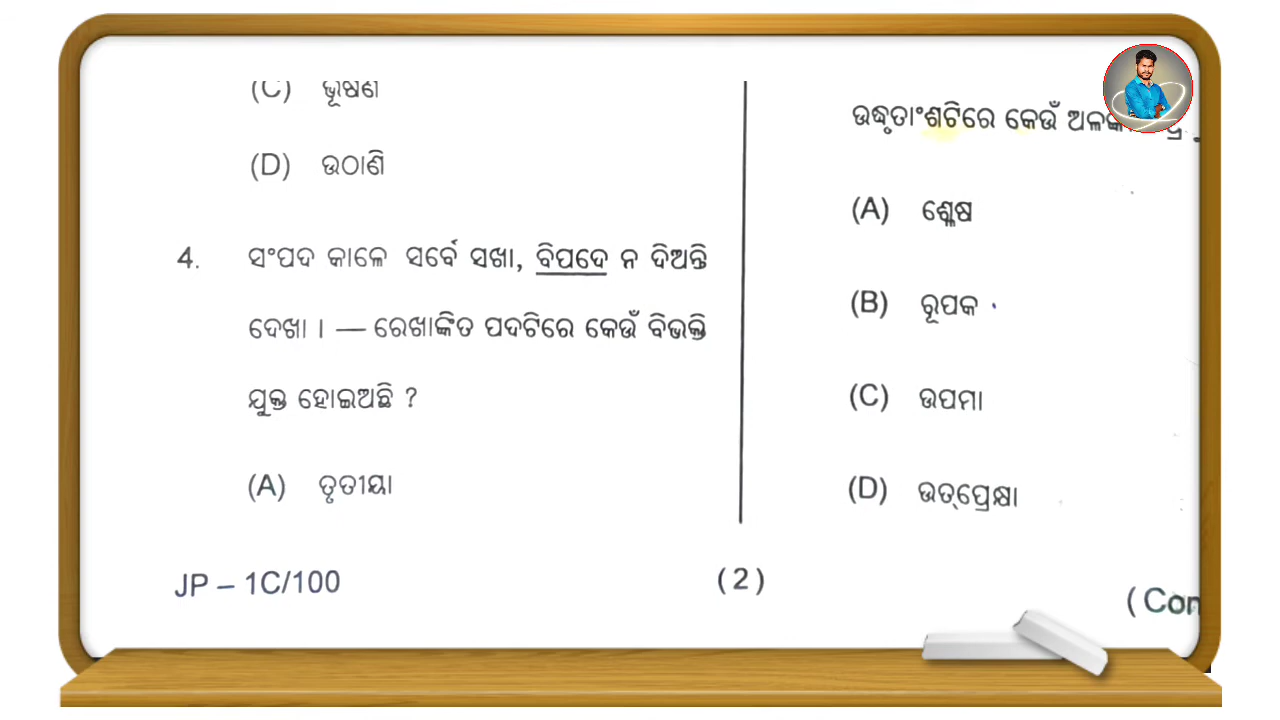 (C) ଭୂଷଣ
(D) ଉଠାଣି
4. ସଂପଦ କାଳେ ସର୍ବେ ସଖା, ବିପଦେ ନ ଦିଅନ୍ତି
ଦେଖା । — ରେଖାଙ୍କିତ ପଦଟିରେ କେଉଁ ବିଭକ୍ତି
ଯୁକ୍ତ ହୋଇଅଛି ?
(A) ତୃତୀୟା
JP – 1C/100
(2)
ଉଦ୍ଧୃତାଂଶଟିରେ କେଉଁ
(A) ଶ୍ଳେଷ
(B) ରୂପକ
(C) ଉପମା
(D) ଉତ୍‌ପ୍ରେକ୍ଷା